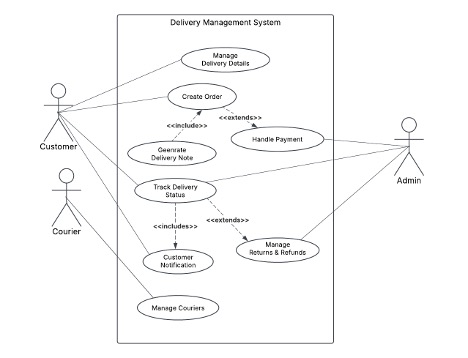 Delivery Management System
Manage
Delivery Details
Create Order
<<include>>
<<extends>>
Customer
Geenrate
Delivery Note
Handle Payment
Admin
Track Delivery
Status
Courier
<<includes>>
<<extends>>
Manage
Returns & Refunds
Customer
Notification
Manage Couriers